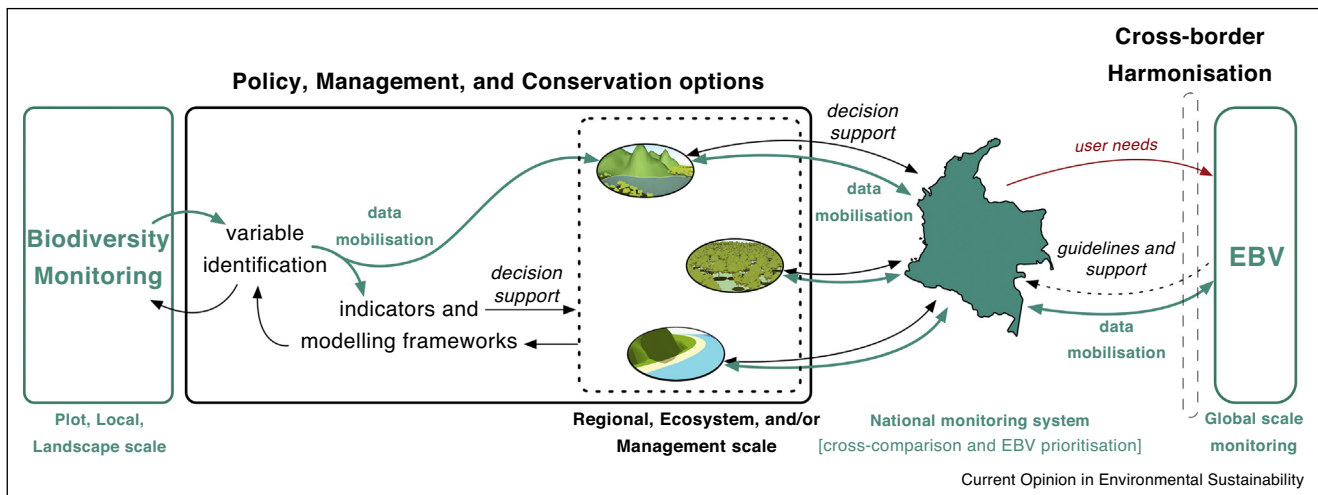 Cross-border
Harmonisation
Policy, Management, and Conservation options
Biodiversity
Monitoring
variable
identification
data
mobilisation
indicators and
modelling frameworks
decision
support
decision
support
data
mobilisation
user needs
guidelines and
support
data
mobilisation
EBV
Plot, Local,
Landscape scale
Regional, Ecosystem, and/or
Management scale
National monitoring system
[cross-comparison and EBV prioritisation]
Global scale
monitoring
Current Opinion in Environmental Sustainability